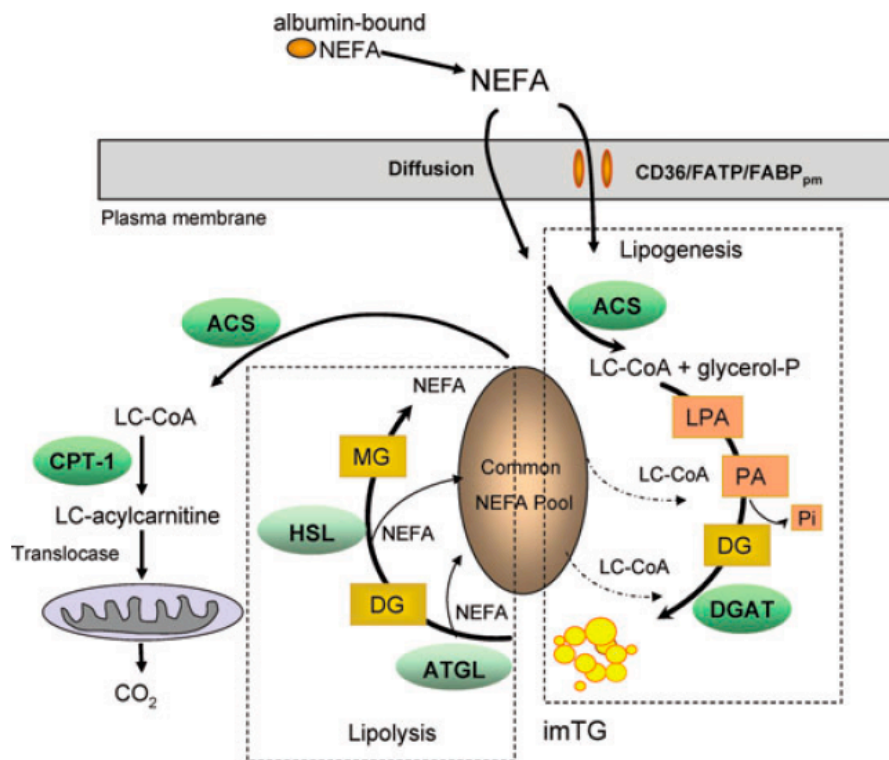 albumin-bound
NEFA
NEFA
Diffusion
CD36/FATP/FABPpm
Plasma membrane
Lipogenesis
ACS
ACS
LC-CoA + glycerol-P
NEFA
LPA
LC-CoA
MG
Common
NEFA Pool
LC-CoA
PA
CPT-1
Pi
LC-acylcarnitine
HSL
NEFA
DG
Translocase
LC-CoA
DG
NEFA
DGAT
ATGL
CO2
Lipolysis
imTG